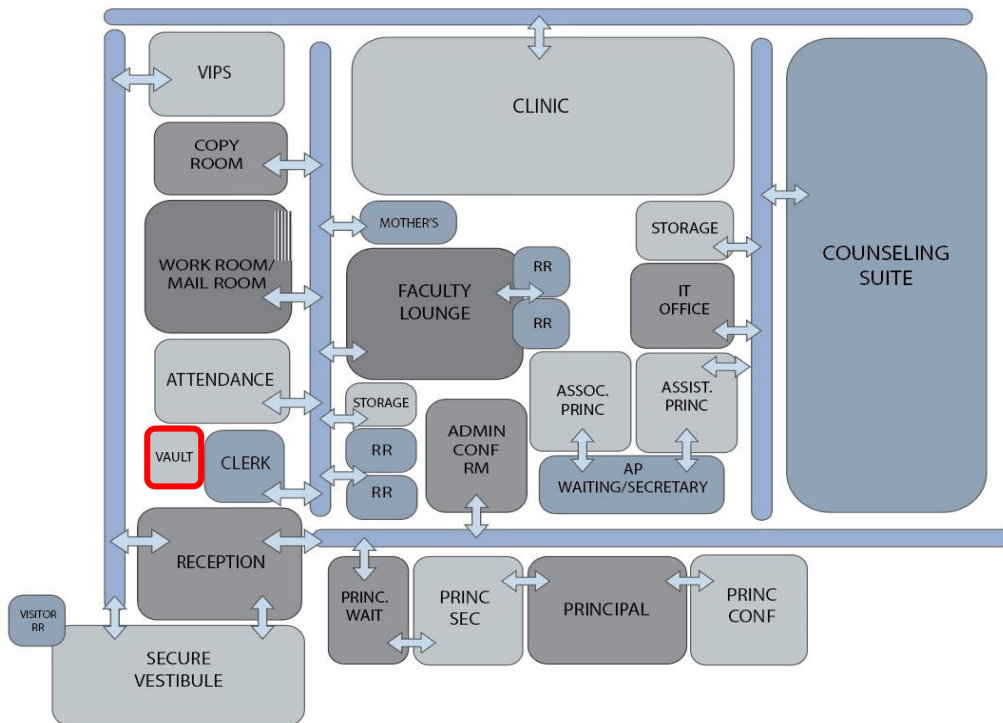 VIPS
COPY
ROOM
WORK ROOM/
MAIL ROOM
ATTENDANCE
VAULT
CLERK
RECEPTION
VISITOR
RR
SECURE
VESTIBULE
CLINIC
MOTHER'S
FACULTY
LOUNGE
RR
RR
STORAGE
RR
RR
ADMIN
CONF
RM
STORAGE
IT
OFFICE
ASSOC.
PRINC
ASSIST.
PRINC
AP
WAITING/SECRETARY
COUNSELING
SUITE
PRINC.
WAIT
PRINC
SEC
PRINCIPAL
PRINC
CONF